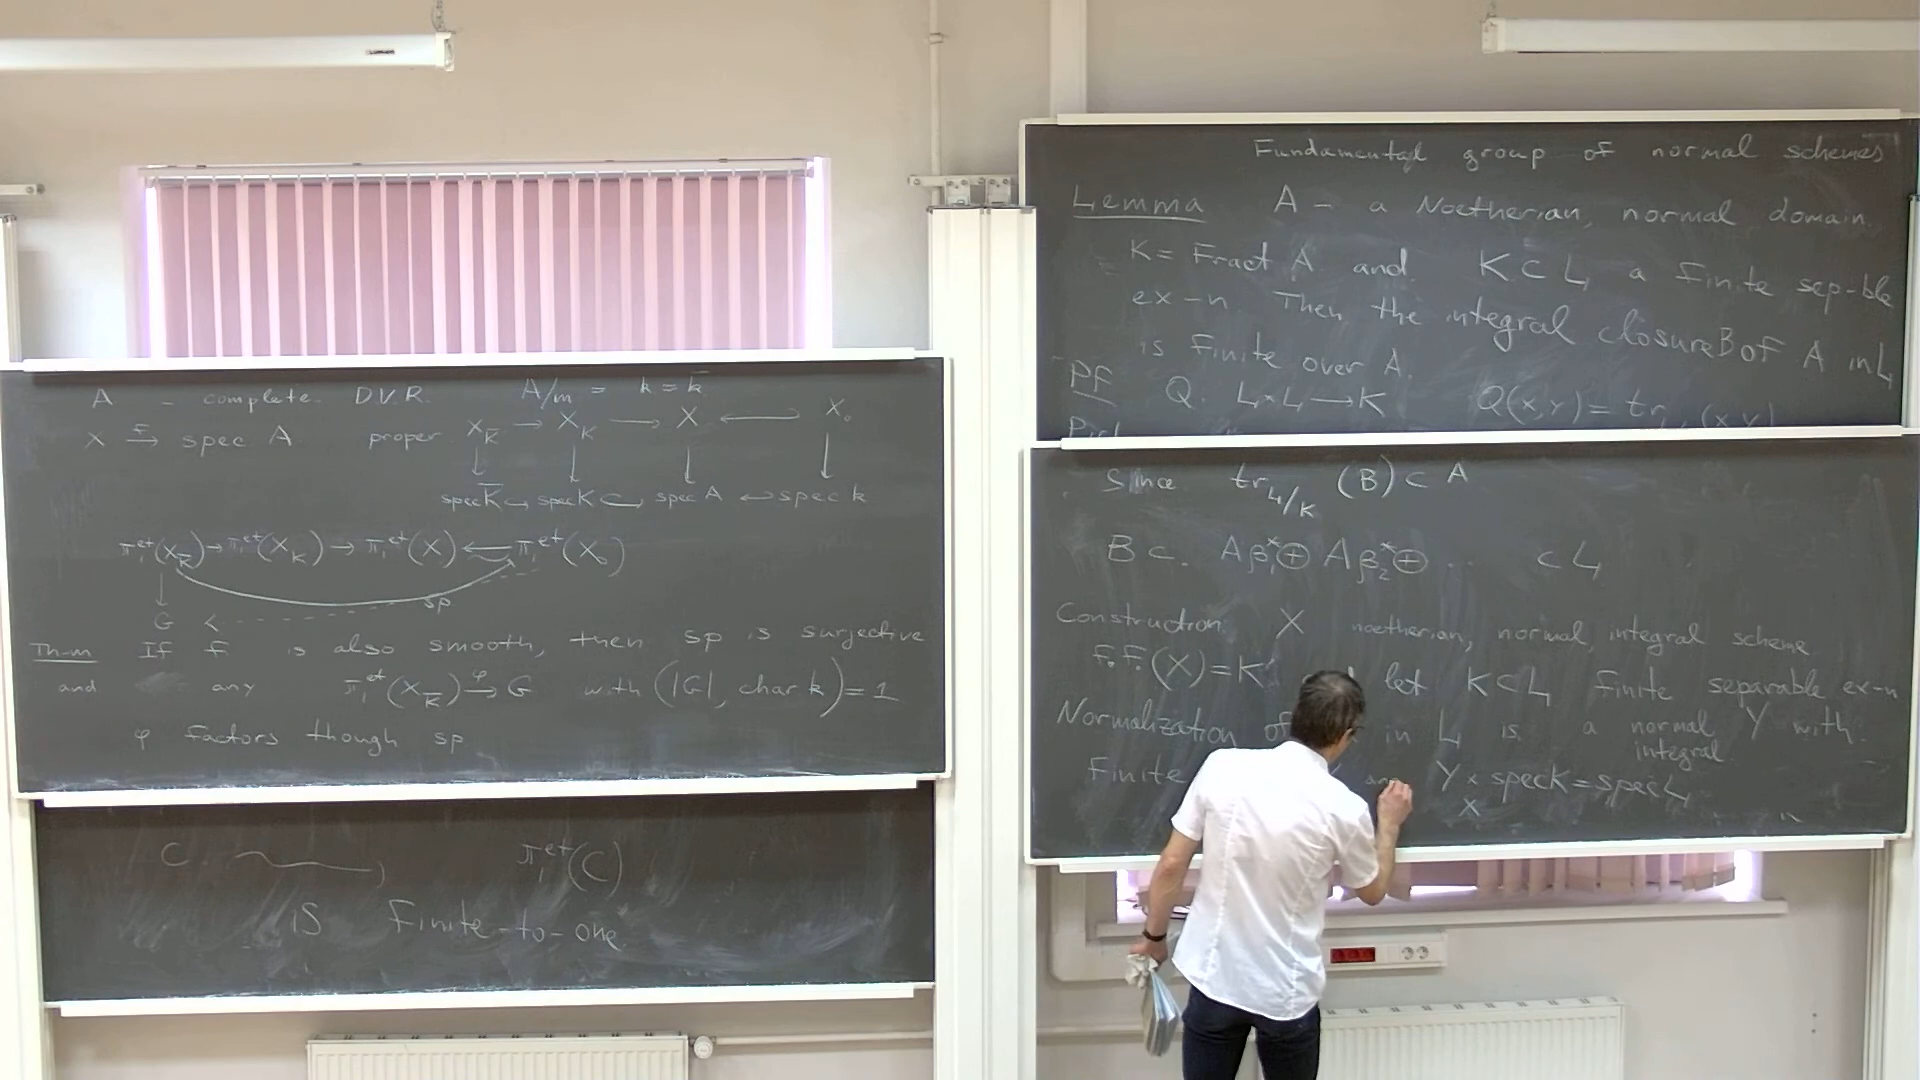 A - complete D.V.R. A/m = k = k̄
X →f spec A proper X_K̄ → X_K → X ← X₀
↓ ↓ ↓ ↓
spec K̄ → spec K ↪ spec A ↩ spec k
π₁^et(X_K̄) → π₁^et(X_K) → π₁^et(X) ⟵ π₁^et(X₀)
sp
G
Th-m If f is also smooth, then sp is surjective
and any π₁^et(X_K̄) →φ G with (|G|, char k) = 1
φ factors though sp
C π₁^et(C)
is finite-to-one
Fundamental group of normal schemes
Lemma A - a Noetherian, normal domain.
K = Fract A and K ⊂ L a finite sep-ble
ex-n Then the integral closure B of A in L
is finite over A.
Pf Q: L×L → K Q(x,y) = tr (x y)
Since tr_{L/K} (B) ⊂ A
B ⊂ Aβ₁* ⊕ Aβ₂* ⊕ ... ⊂ L
Construction X noetherian, normal, integral scheme.
f.f.(X) = K let K ⊂ L finite separable ex-n
Normalization of in L is a normal integral Y with:
Finite and Y ×_X spec K = spec L